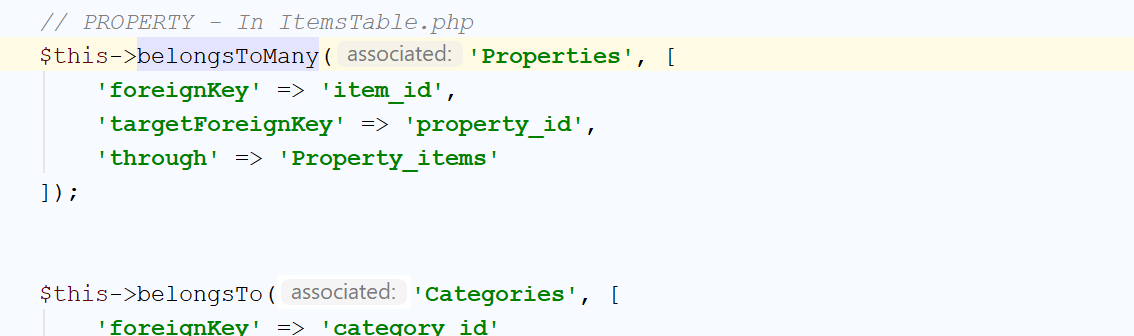 // PROPERTY - In ItemsTable.php
$this->belongsToMany( associated: 'Properties', [
'foreignKey' => 'item_id',
'targetForeignKey' => 'property_id',
'through' => 'Property_items'
]);
$this->belongsTo( associated: 'Categories', [
'foreignKey' => 'category_id'